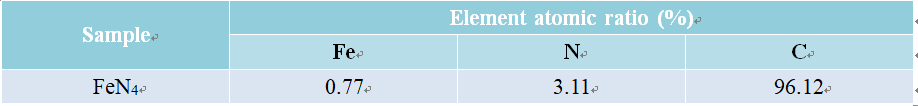 Sample
Element atomic ratio (%)
Fe
N
C
FeN4
0.77
3.11
96.12